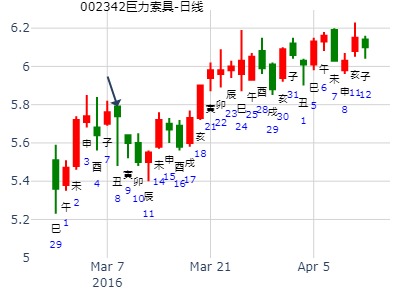 002342巨力索具-日线
6.2
6
5.8
5.6
5.4
5.2
5
巳
29
午
1
未
2
申
3
酉
4
子
7
丑
8
寅
9
卯
10
辰
11
未
14
申
15
酉
16
戌
17
亥
18
寅
21
卯
22
辰
23
巳
24
午
25
酉
28
戌
29
亥
30
子
31
丑
1
巳
5
午
6
未
7
申
8
亥
11
子
12
Mar 7
2016
Mar 21
Apr 5